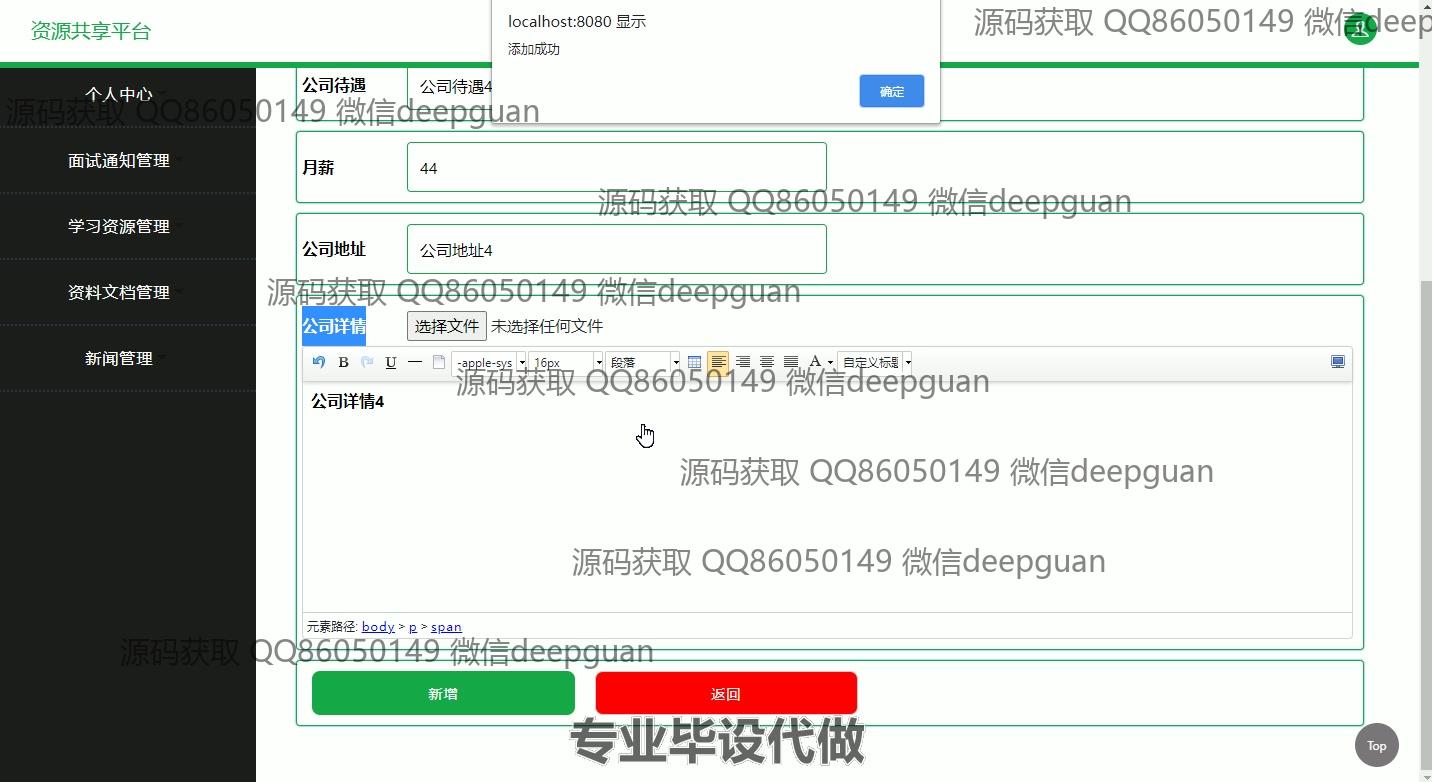 资源共享平台
localhost:8080 显示
添加成功
确定
源码获取 QQ86050149 微信deep
个人中心
面试通知管理
学习资源管理
资料文档管理
新闻管理
源码获取 QQ86050149 微信deepguan
公司待遇
公司待遇4
月薪
44
源码获取 QQ86050149 微信deepguan
公司地址
公司地址4
源码获取 QQ86050149 微信deepguan
公司详情
选择文件 未选择任何文件
B U -apple-sys 16px 段落 A 自定义标题
源码获取 QQ86050149 微信deepguan
公司详情4
源码获取 QQ86050149 微信deepguan
源码获取 QQ86050149 微信deepguan
元素路径: body > p > span
源码获取 QQ86050149 微信deepguan
新增
返回
专业毕设代做
Top